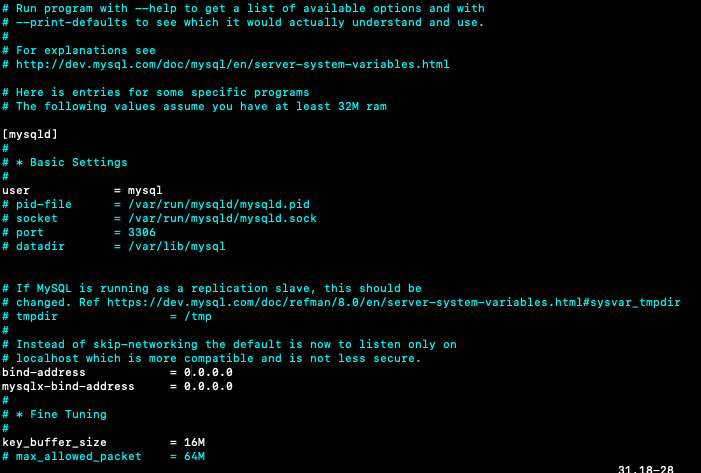 # Run program with --help to get a list of available options and with
# --print-defaults to see which it would actually understand and use.
#
# For explanations see
# http://dev.mysql.com/doc/mysql/en/server-system-variables.html

# Here is entries for some specific programs
# The following values assume you have at least 32M ram

[mysqld]
#
# * Basic Settings
#
user            = mysql
# pid-file      = /var/run/mysqld/mysqld.pid
# socket        = /var/run/mysqld/mysqld.sock
# port          = 3306
# datadir       = /var/lib/mysql


# If MySQL is running as a replication slave, this should be
# changed. Ref https://dev.mysql.com/doc/refman/8.0/en/server-system-variables.html#sysvar_tmpdir
# tmpdir                = /tmp
#
# Instead of skip-networking the default is now to listen only on
# localhost which is more compatible and is not less secure.
bind-address            = 0.0.0.0
mysqlx-bind-address     = 0.0.0.0
#
# * Fine Tuning
#
key_buffer_size         = 16M
# max_allowed_packet    = 64M
31,18-28